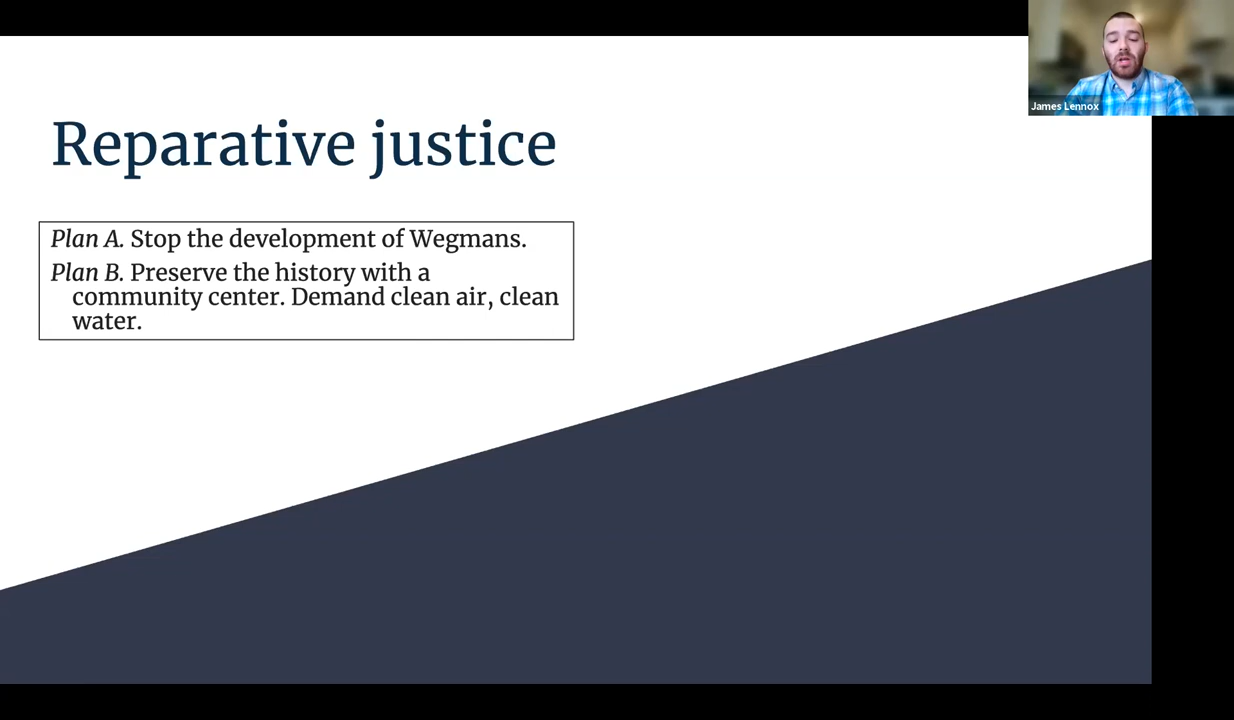 James Lennox
Reparative justice
Plan A. Stop the development of Wegmans.
Plan B. Preserve the history with a
community center. Demand clean air, clean
water.